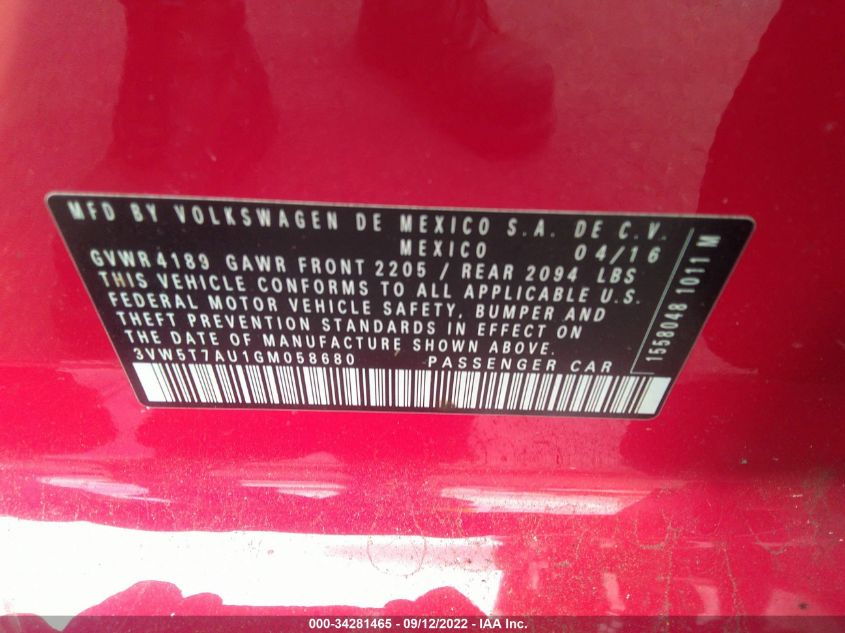 MFD BY VOLKSWAGEN DE MEXICO S.A. DE C.V.
MEXICO 04/16
GVWR 4189 GAWR FRONT 2205 / REAR 2094 LBS
THIS VEHICLE CONFORMS TO ALL APPLICABLE U.S.
FEDERAL MOTOR VEHICLE SAFETY, BUMPER AND
THEFT PREVENTION STANDARDS IN EFFECT ON
THE DATE OF MANUFACTURE SHOWN ABOVE.
3VW5T7AU1GM058680 PASSENGER CAR
1558048 1011 M
000-34281465 - 09/12/2022 - IAA Inc.